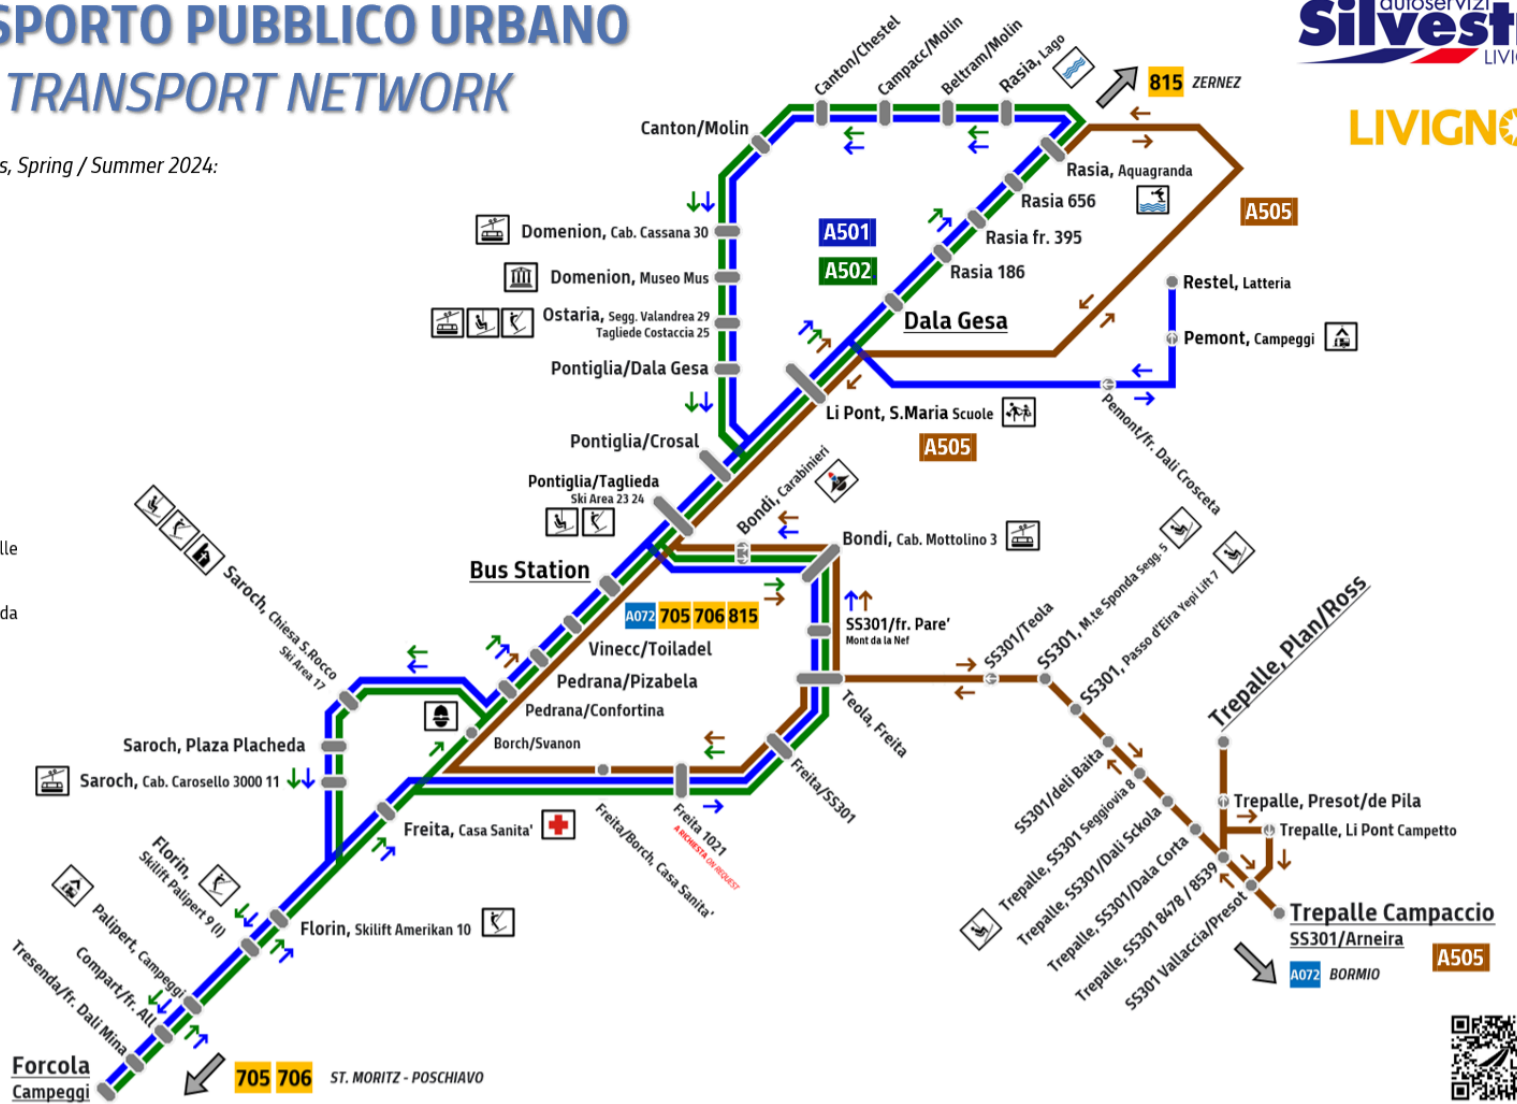 SPORTO PUBBLICO URBANO
TRANSPORT NETWORK
s, Spring / Summer 2024:
autoservizi
Silvest
LIVIG
LIVIGN
815 ZERNEZ
Canton/Chestel
Campacc/Molin
Beltram/Molin
Rasia, Lago
Canton/Molin
Rasia, Aquagranda
Rasia 656
Rasia fr. 395
Rasia 186
A501
A502
A505
Domenion, Cab. Cassana 30
Domenion, Museo Mus
Ostaria, Segg. Valandrea 29
Tagliede Costaccia 25
Pontiglia/Dala Gesa
Dala Gesa
Restel, Latteria
Pemont, Campeggi
Pemont/fr. Dali Crosceta
Li Pont, S.Maria Scuole
A505
Pontiglia/Crosal
Pontiglia/Taglieda
Ski Area 23 24
Bondi, Carabinieri
Bondi, Cab. Mottolino 3
Bus Station
A072 705 706 815
Vinecc/Toiladel
Pedrana/Pizabela
Pedrana/Confortina
Borch/Svanon
SS301/fr. Pare'
Mont da la Nef
Teola, Freita
SS301/Teola
SS301, M.te Sponda Segg. 5
SS301, Passo d'Eira Yepi Lift 7
SS301/deli Baita
Trepalle, SS301 Seggiovia 8
Trepalle, SS301/Dali Sckola
Trepalle, SS301/Dala Corta
Trepalle, SS301 8478 / 8539
SS301 Vallaccia/Presot
Trepalle, Plan/Ross
Trepalle, Presot/de Pila
Trepalle, Li Pont Campetto
Trepalle Campaccio
SS301/Arneira
A505
A072 BORMIO
lle
da
Saroch, Chiesa S.Rocco
Ski Area 17
Saroch, Plaza Placheda
Saroch, Cab. Carosello 3000 11
Freita, Casa Sanita'
Freita/Borch, Casa Sanita'
Freita 1021
A RICHIESTA ON REQUEST
Freita/SS301
Florin,
Skilift Palipert 9 (I)
Florin, Skilift Amerikan 10
Palipert, Campeggi
Compart/fr. All
Tresenda/fr. Dali Mina
Forcola
Campeggi
705 706 ST. MORITZ - POSCHIAVO